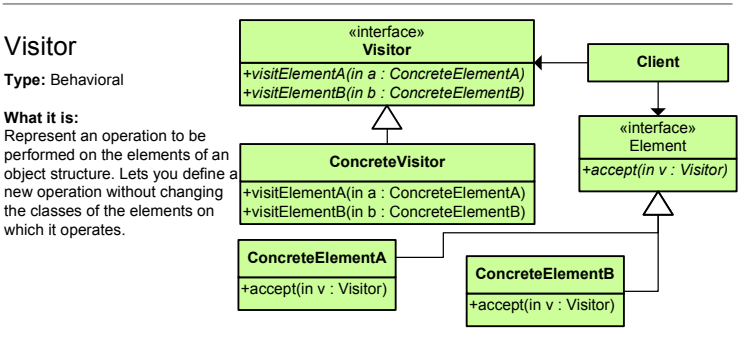 Visitor
Type: Behavioral
What it is:
Represent an operation to be
performed on the elements of an
object structure. Lets you define a
new operation without changing
the classes of the elements on
which it operates.
«interface»
Visitor
+visitElementA(in a : ConcreteElementA)
+visitElementB(in b : ConcreteElementB)
Client
«interface»
Element
+accept(in v : Visitor)
ConcreteVisitor
+visitElementA(in a : ConcreteElementA)
+visitElementB(in b : ConcreteElementB)
ConcreteElementA
+accept(in v : Visitor)
ConcreteElementB
+accept(in v : Visitor)